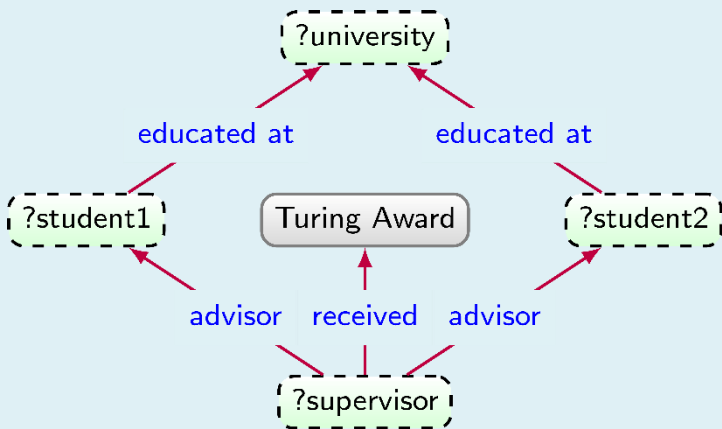 ?university
educated at educated at
?student1 Turing Award ?student2
advisor received advisor
?supervisor